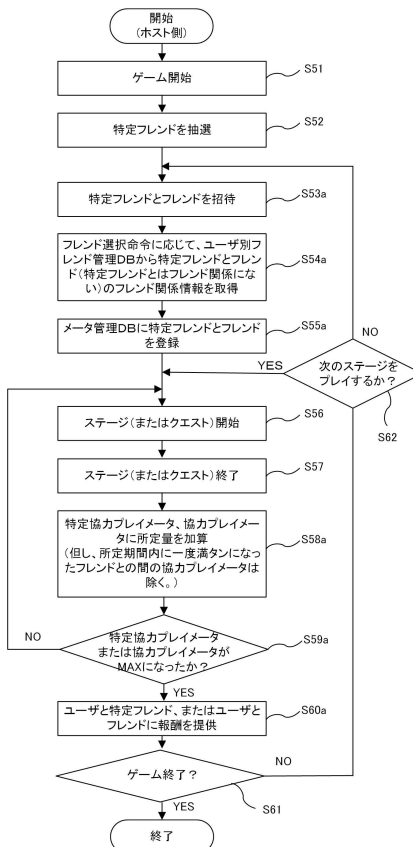 開始
(ホスト側)
ゲーム開始
S51
特定フレンドを抽選
S52
特定フレンドとフレンドを招待
S53a
フレンド選択命令に応じて、ユーザ別フ
レンド管理DBから特定フレンドとフレン
ド(特定フレンドとはフレンド関係にな
い)のフレンド関係情報を取得
S54a
メータ管理DBに特定フレンドとフレンド
を登録
S55a
NO
YES
次のステージを
プレイするか？
S62
ステージ(またはクエスト)開始
S56
ステージ(またはクエスト)終了
S57
特定協力プレイメータ、協力プレイメー
タに所定量を加算
(但し、所定期間内に一度満タンになっ
たフレンドとの間の協力プレイメータは
除く。)
S58a
NO
特定協力プレイメータ
または協力プレイメータが
MAXになったか？
S59a
YES
ユーザと特定フレンド、またはユーザと
フレンドに報酬を提供
S60a
NO
ゲーム終了？
S61
YES
終了